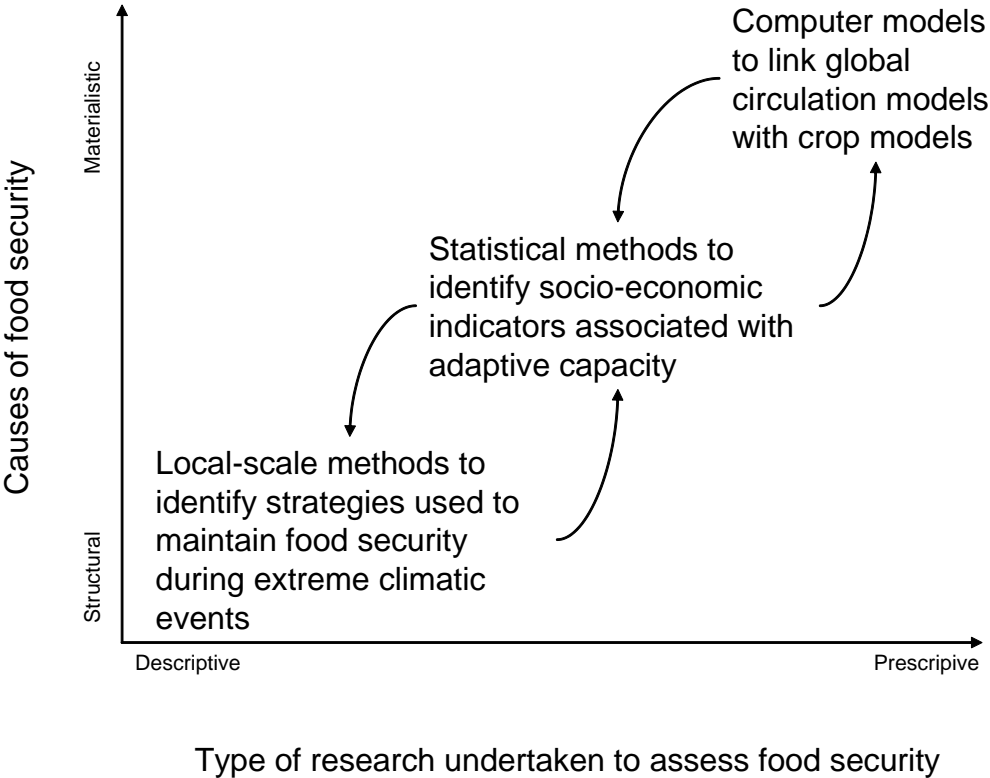 Computer models
to link global
circulation models
with crop models
Materialistic
Causes of food security
Statistical methods to
identify socio-economic
indicators associated with
adaptive capacity
Local-scale methods to
identify strategies used to
maintain food security
during extreme climatic
events
Structural
Descriptive
Prescripive
Type of research undertaken to assess food security